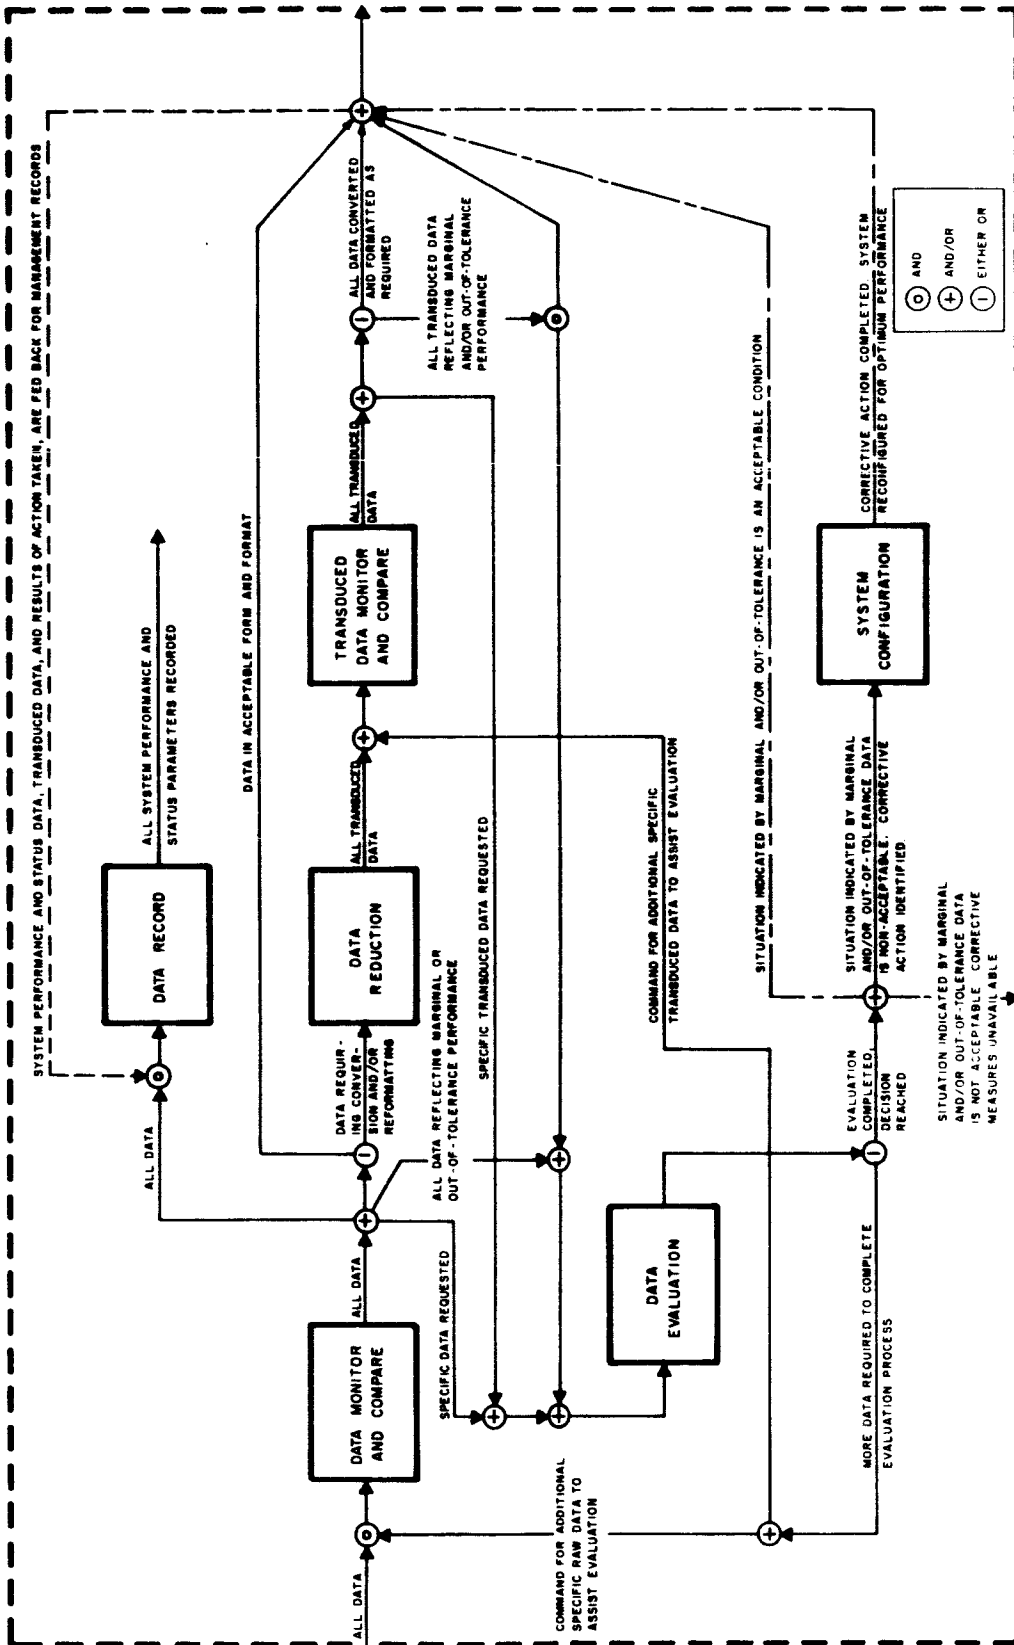 SYSTEM PERFORMANCE AND STATUS DATA, TRANSDUCED DATA, AND RESULTS OF ACTION TAKEN, ARE FED BACK FOR MANAGEMENT RECORDS
ALL DATA
DATA RECORD
ALL SYSTEM PERFORMANCE AND
STATUS PARAMETERS RECORDED
DATA IN ACCEPTABLE FORM AND FORMAT
ALL DATA
DATA MONITOR
AND COMPARE
ALL DATA
DATA REQUIR-
ING CONVER-
SION AND/OR
REFORMATTING
DATA
REDUCTION
ALL TRANSDUCED
DATA
TRANSDUCED
DATA MONITOR
AND COMPARE
ALL TRANSDUCED
DATA
ALL DATA CONVERTED
AND FORMATTED AS
REQUIRED
ALL DATA REFLECTING MARGINAL OR
OUT-OF-TOLERANCE PERFORMANCE
ALL TRANSDUCED DATA
REFLECTING MARGINAL
AND/OR OUT-OF-TOLERANCE
PERFORMANCE
SPECIFIC DATA REQUESTED
SPECIFIC TRANSDUCED DATA REQUESTED
COMMAND FOR ADDITIONAL
SPECIFIC RAW DATA TO
ASSIST EVALUATION
DATA
EVALUATION
COMMAND FOR ADDITIONAL SPECIFIC
TRANSDUCED DATA TO ASSIST EVALUATION
SITUATION INDICATED BY MARGINAL AND/OR OUT-OF-TOLERANCE IS AN ACCEPTABLE CONDITION
MORE DATA REQUIRED TO COMPLETE
EVALUATION PROCESS
EVALUATION
COMPLETED,
DECISION
REACHED
SITUATION INDICATED BY MARGINAL
AND/OR OUT-OF-TOLERANCE DATA
IS NON-ACCEPTABLE. CORRECTIVE
ACTION IDENTIFIED.
SYSTEM
CONFIGURATION
CORRECTIVE ACTION COMPLETED SYSTEM
RECONFIGURED FOR OPTIMUM PERFORMANCE
SITUATION INDICATED BY MARGINAL
AND/OR OUT-OF-TOLERANCE DATA
IS NOT ACCEPTABLE CORRECTIVE
MEASURES UNAVAILABLE
AND
AND/OR
EITHER OR